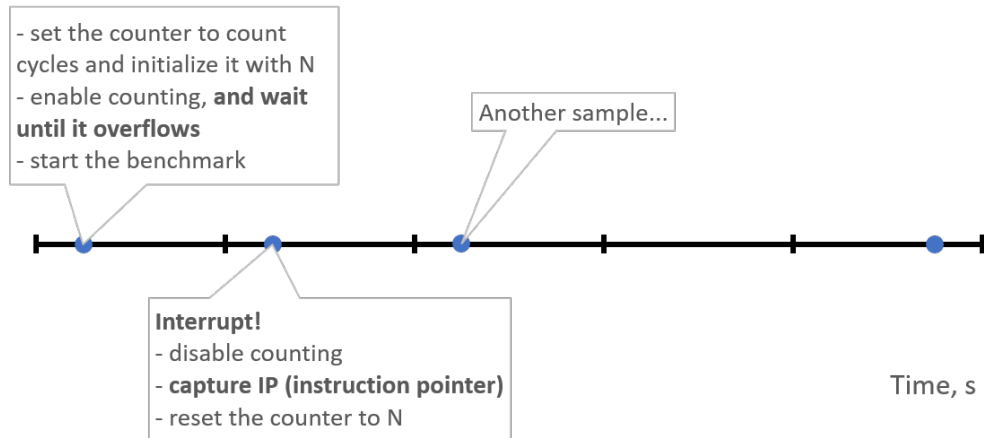 - set the counter to count
cycles and initialize it with N
- enable counting, and wait
until it overflows
- start the benchmark
Another sample...
Interrupt!
- disable counting
- capture IP (instruction pointer)
- reset the counter to N
Time, s